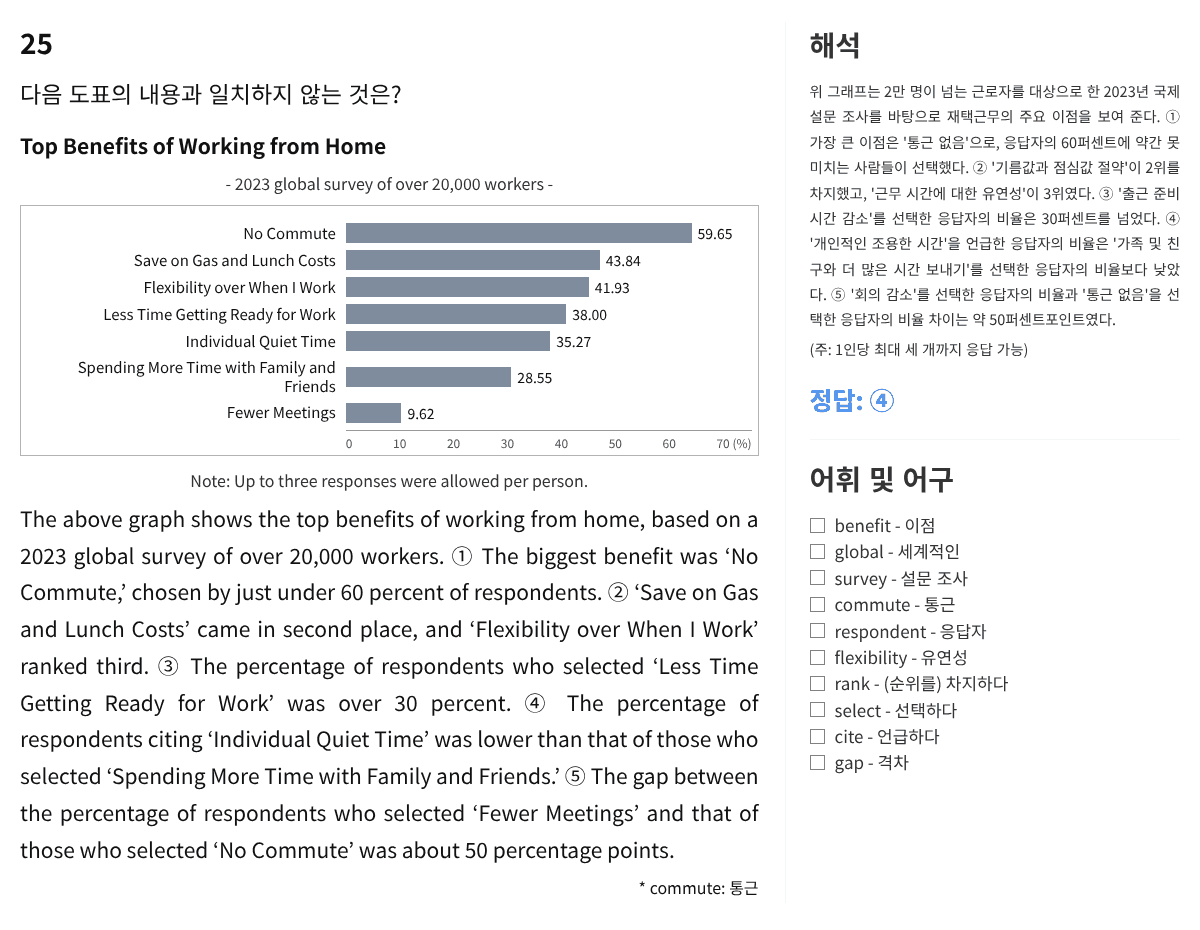 25
다음 도표의 내용과 일치하지 않는 것은?
Top Benefits of Working from Home
- 2023 global survey of over 20,000 workers -
No Commute 59.65
Save on Gas and Lunch Costs 43.84
Flexibility over When I Work 41.93
Less Time Getting Ready for Work 38.00
Individual Quiet Time 35.27
Spending More Time with Family and
Friends 28.55
Fewer Meetings 9.62
0 10 20 30 40 50 60 70 (%)
Note: Up to three responses were allowed per person.
The above graph shows the top benefits of working from home, based on a
2023 global survey of over 20,000 workers. ① The biggest benefit was ‘No
Commute,’ chosen by just under 60 percent of respondents. ② ‘Save on Gas
and Lunch Costs’ came in second place, and ‘Flexibility over When I Work’
ranked third. ③ The percentage of respondents who selected ‘Less Time
Getting Ready for Work’ was over 30 percent. ④ The percentage of
respondents citing ‘Individual Quiet Time’ was lower than that of those who
selected ‘Spending More Time with Family and Friends.’ ⑤ The gap between
the percentage of respondents who selected ‘Fewer Meetings’ and that of
those who selected ‘No Commute’ was about 50 percentage points.
* commute: 통근
해석
위 그래프는 2만 명이 넘는 근로자를 대상으로 한 2023년 국제
설문 조사를 바탕으로 재택근무의 주요 이점을 보여 준다. ①
가장 큰 이점은 '통근 없음'으로, 응답자의 60퍼센트에 약간 못
미치는 사람들이 선택했다. ② '기름값과 점심값 절약'이 2위를
차지했고, '근무 시간에 대한 유연성'이 3위였다. ③ '출근 준비
시간 감소'를 선택한 응답자의 비율은 30퍼센트를 넘었다. ④
'개인적인 조용한 시간'을 언급한 응답자의 비율은 '가족 및 친
구와 더 많은 시간 보내기'를 선택한 응답자의 비율보다 낮았
다. ⑤ '회의 감소'를 선택한 응답자의 비율과 '통근 없음'을 선
택한 응답자의 비율 차이는 약 50퍼센트포인트였다.
(주: 1인당 최대 세 개까지 응답 가능)
정답: ④
어휘 및 어구
benefit - 이점
global - 세계적인
survey - 설문 조사
commute - 통근
respondent - 응답자
flexibility - 유연성
rank - (순위를) 차지하다
select - 선택하다
cite - 언급하다
gap - 격차